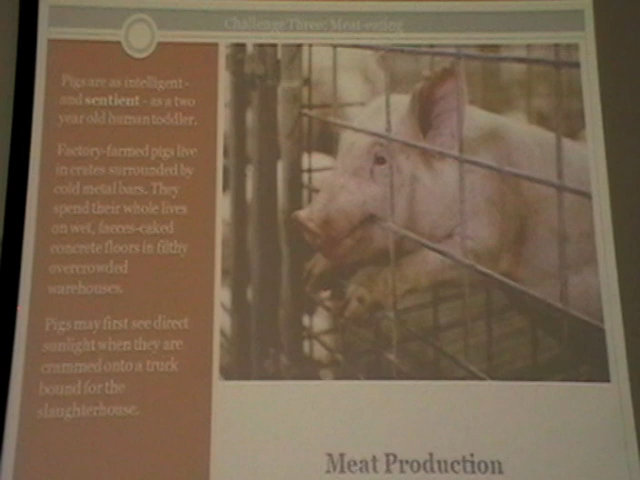 Challenge Three: Meat-eating
Pigs are as intelligent -
and sentient - as a two
year old human toddler.
Factory-farmed pigs live
in crates surrounded by
cold metal bars. They
spend their whole lives
on wet, faeces-caked
concrete floors in filthy
overcrowded
warehouses.
Pigs may first see direct
sunlight when they are
crammed onto a truck
bound for the
slaughterhouse.
Meat Production